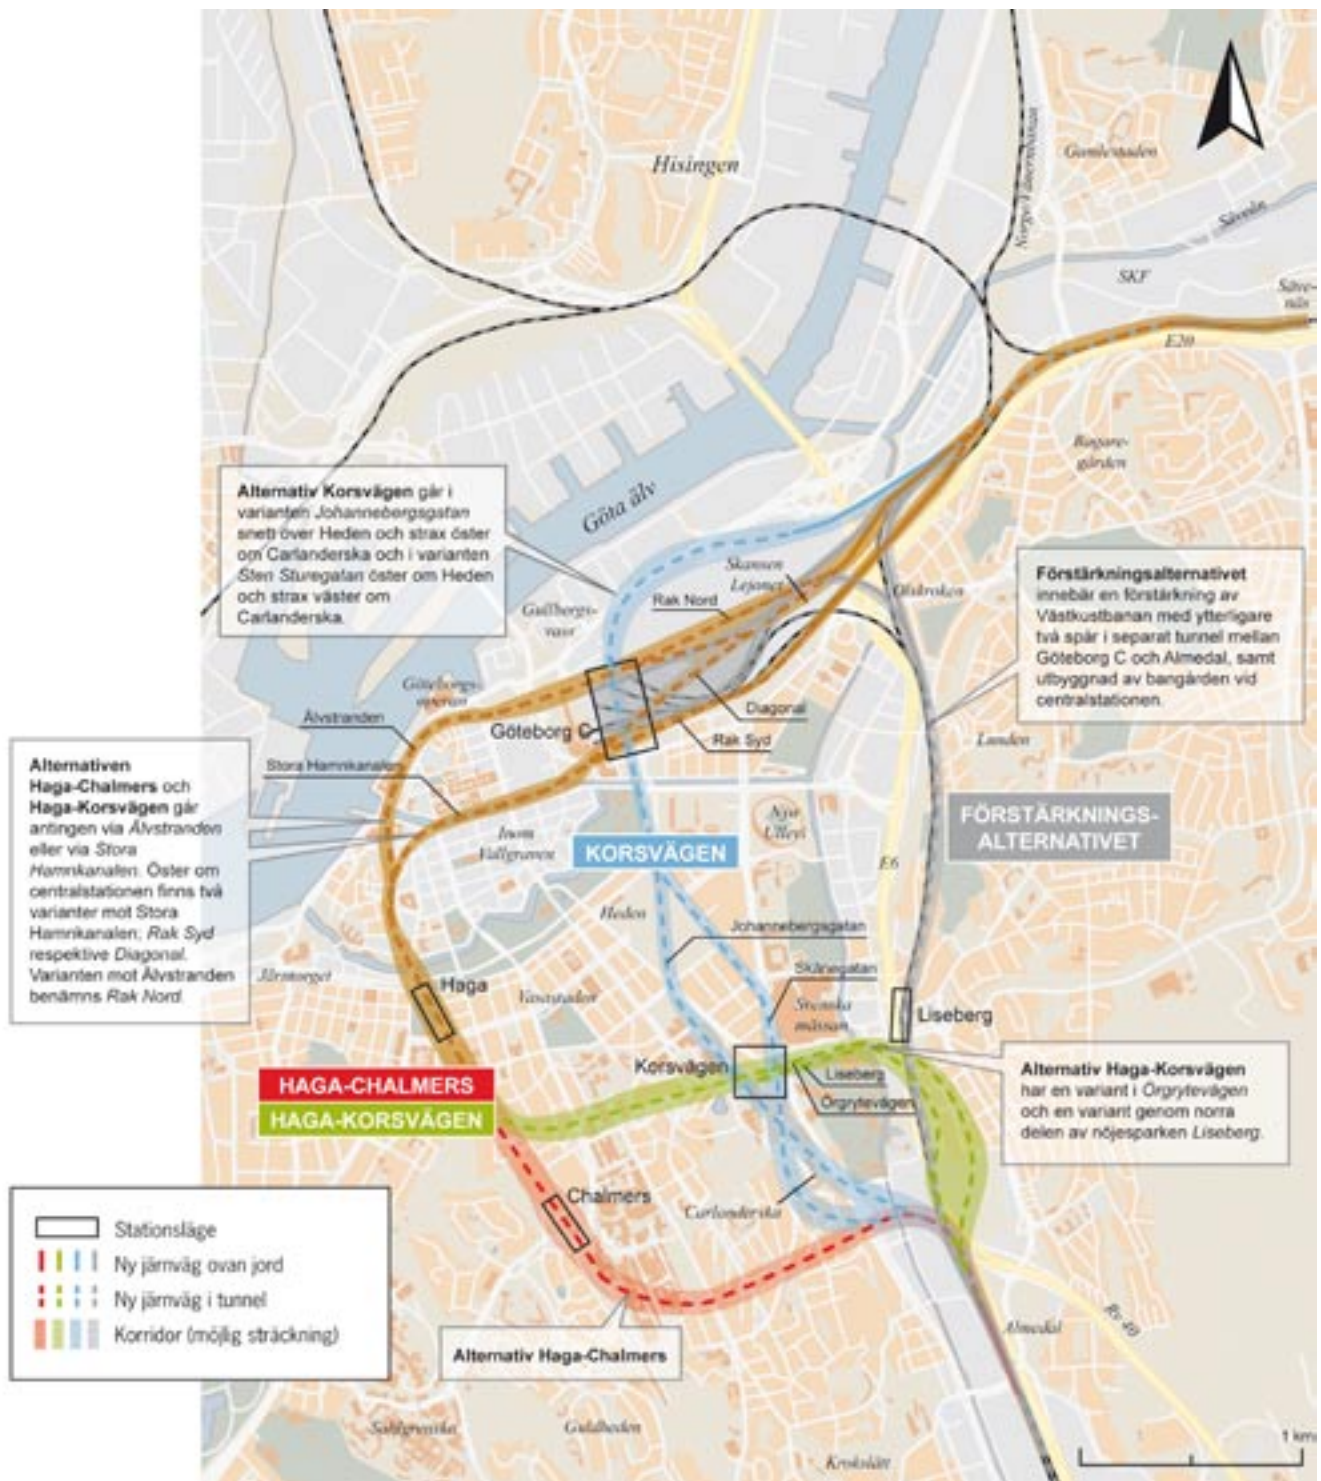 Hisingen
Gamlestaden
Norge/Vänernbanan
Säveån
SKF
Säve-
näs
E20
Bagare-
gården
Göta älv
Alternativ Korsvägen går i
varianten Johannebergsgatan
snett över Heden och strax öster
om Carlanderska och i varianten
Sten Sturegatan öster om Heden
och strax väster om
Carlanderska.
Skansen
Lejonet
Rak Nord
Gullbergs-
vass
Olskroken
Förstärkningsalternativet
innebär en förstärkning av
Västkustbanan med ytterligare
två spår i separat tunnel mellan
Göteborg C och Almedal, samt
utbyggnad av bangården vid
centralstationen.
Göteborgs-
operan
Älvstranden
Göteborg C
Diagonal
Rak Syd
Lunden
Stora Hamnkanalen
Alternativen
Haga-Chalmers och
Haga-Korsvägen går
antingen via Älvstranden
eller via Stora
Hamnkanalen. Öster om
centralstationen finns två
varianter mot Stora
Hamnkanalen; Rak Syd
respektive Diagonal.
Varianten mot Älvstranden
benämns Rak Nord.
Inom
Vallgraven
Nya
Ullevi
KORSVÄGEN
FÖRSTÄRKNINGS-
ALTERNATIVET
E6
Heden
Johannebergsgatan
Skånegatan
Järntorget
Haga
Vasastaden
Svenska
mässan
Liseberg
Korsvägen
Liseberg
Örgrytevägen
HAGA-CHALMERS
HAGA-KORSVÄGEN
Alternativ Haga-Korsvägen
har en variant i Örgrytevägen
och en variant genom norra
delen av nöjesparken Liseberg.
Chalmers
Carlanderska
Stationsläge
Ny järnväg ovan jord
Ny järnväg i tunnel
Korridor (möjlig sträckning)
Alternativ Haga-Chalmers
Almedal
Rv 40
Sahlgrenska
Guldheden
Krokslätt
1 km